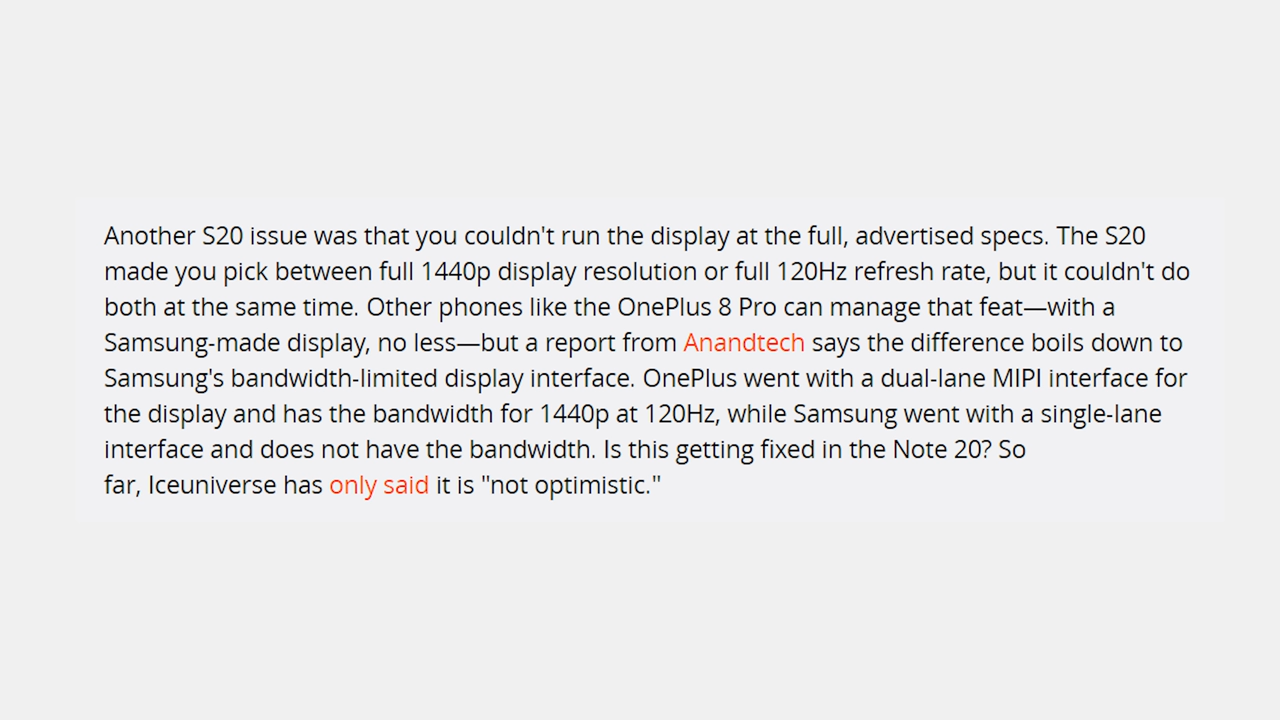 Another S20 issue was that you couldn't run the display at the full, advertised specs. The S20
made you pick between full 1440p display resolution or full 120Hz refresh rate, but it couldn't do
both at the same time. Other phones like the OnePlus 8 Pro can manage that feat—with a
Samsung-made display, no less—but a report from Anandtech says the difference boils down to
Samsung's bandwidth-limited display interface. OnePlus went with a dual-lane MIPI interface for
the display and has the bandwidth for 1440p at 120Hz, while Samsung went with a single-lane
interface and does not have the bandwidth. Is this getting fixed in the Note 20? So
far, Iceuniverse has only said it is "not optimistic."